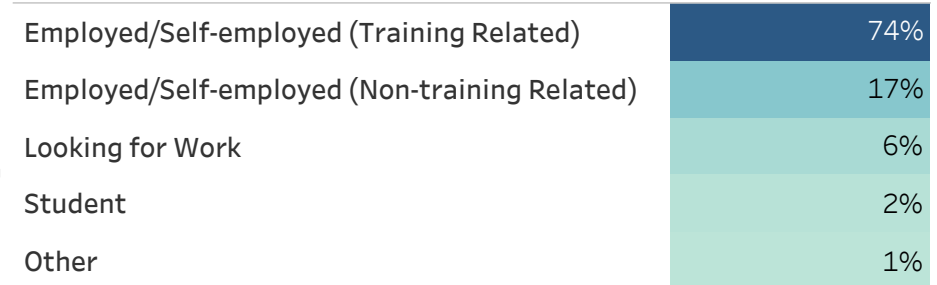 Employed/Self-employed (Training Related) 74%
Employed/Self-employed (Non-training Related) 17%
Looking for Work 6%
Student 2%
Other 1%